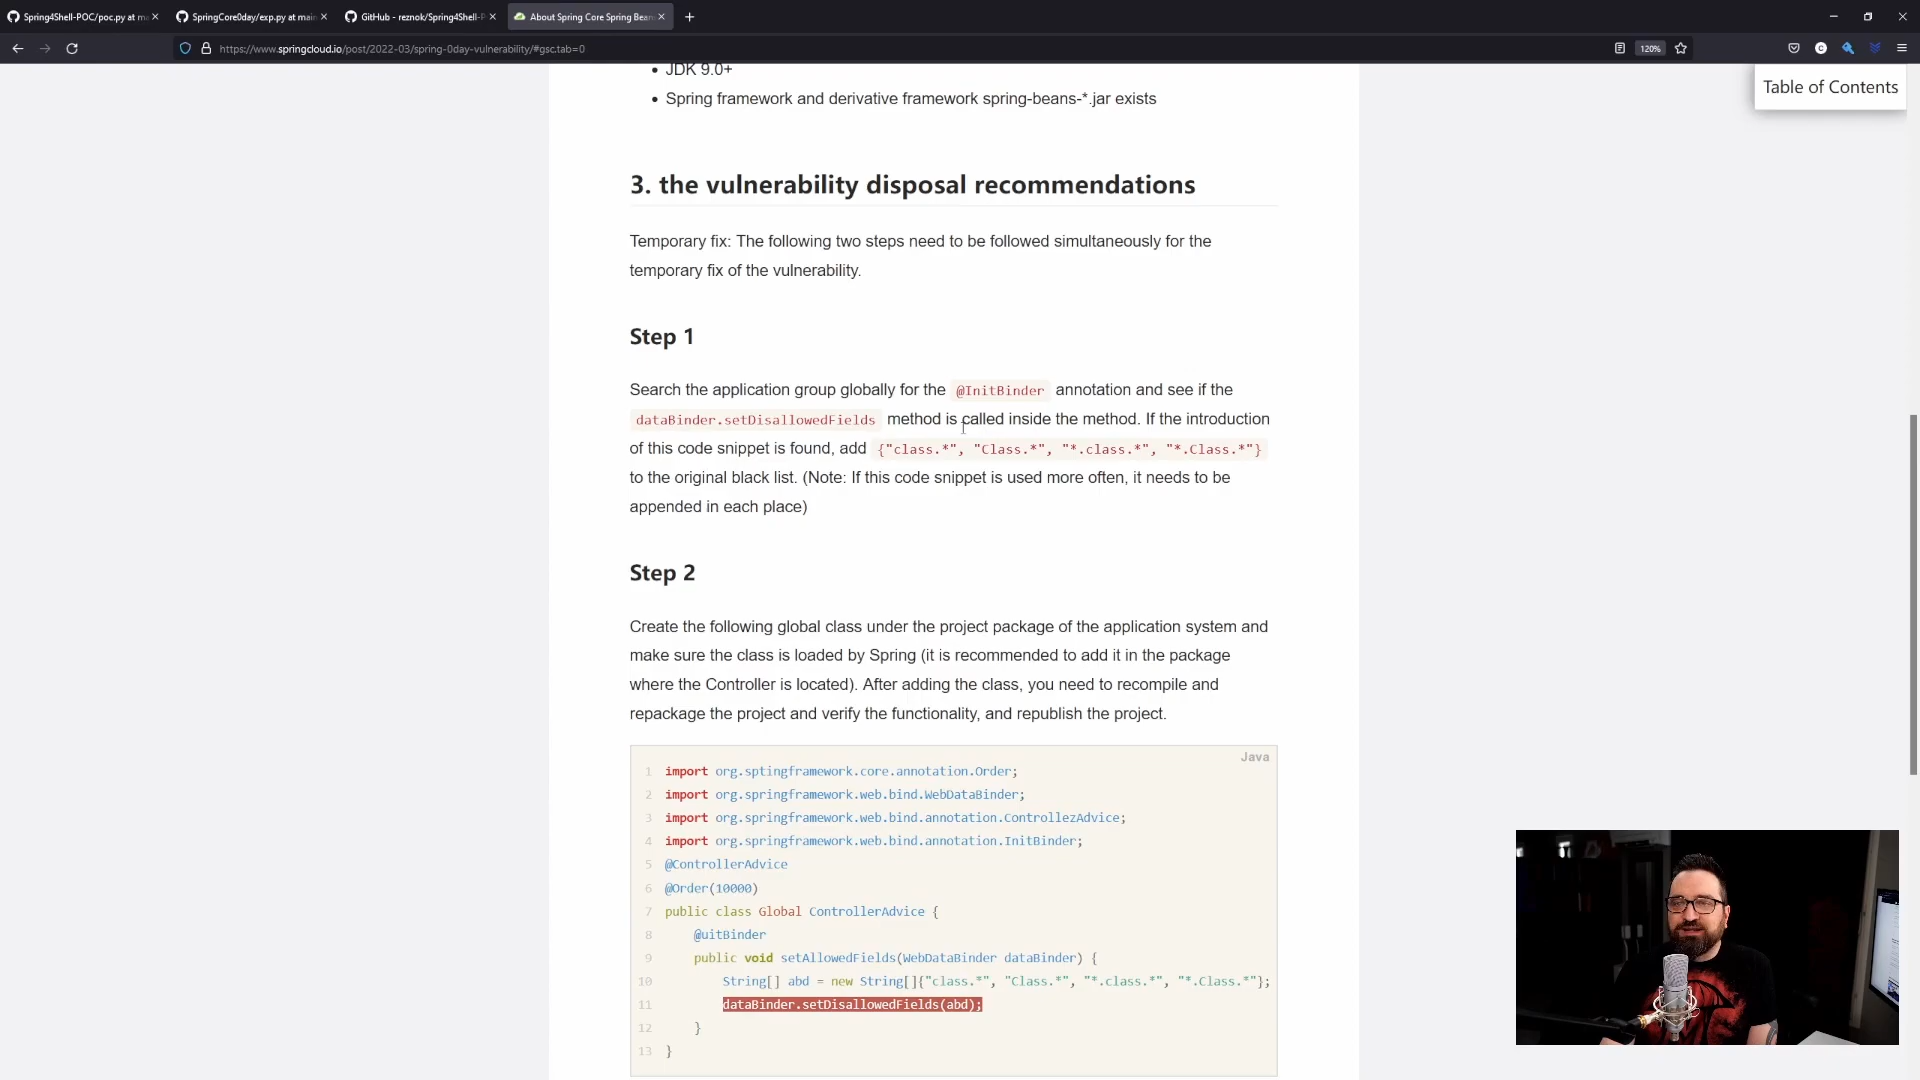 Spring4Shell-POC/poc.py at ma
SpringCore0day/exp.py at main
GitHub - reznok/Spring4Shell-P
About Spring Core Spring Bean
https://www.springcloud.io/post/2022-03/spring-0day-vulnerability/#gsc.tab=0
120%
Table of Contents
• JDK 9.0+
• Spring framework and derivative framework spring-beans-*.jar exists
3. the vulnerability disposal recommendations
Temporary fix: The following two steps need to be followed simultaneously for the
temporary fix of the vulnerability.
Step 1
Search the application group globally for the @InitBinder annotation and see if the
dataBinder.setDisallowedFields method is called inside the method. If the introduction
of this code snippet is found, add {"class.*", "Class.*", "*.class.*", "*.Class.*"}
to the original black list. (Note: If this code snippet is used more often, it needs to be
appended in each place)
Step 2
Create the following global class under the project package of the application system and
make sure the class is loaded by Spring (it is recommended to add it in the package
where the Controller is located). After adding the class, you need to recompile and
repackage the project and verify the functionality, and republish the project.
Java
1 import org.sptingframework.core.annotation.Order;
2 import org.springframework.web.bind.WebDataBinder;
3 import org.springframework.web.bind.annotation.ControllezAdvice;
4 import org.springframework.web.bind.annotation.InitBinder;
5 @ControllerAdvice
6 @Order(10000)
7 public class Global ControllerAdvice {
8 @uitBinder
9 public void setAllowedFields(WebDataBinder dataBinder) {
10 String[] abd = new String[]{"class.*", "Class.*", "*.class.*", "*.Class.*"};
11 dataBinder.setDisallowedFields(abd);
12 }
13 }